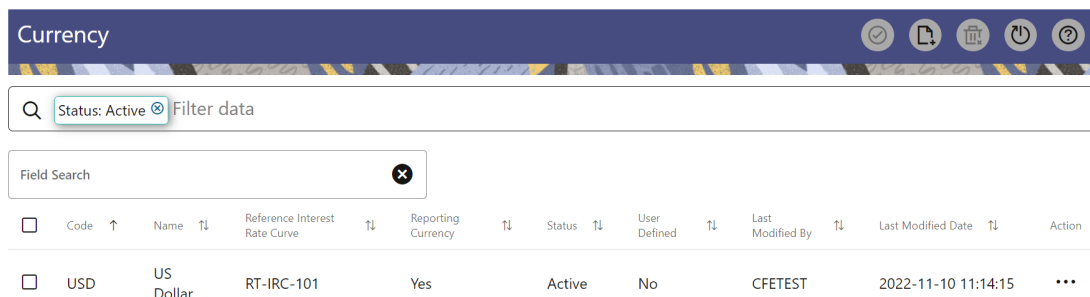 Currency
Status: Active Filter data
Field Search
Code Name Reference Interest Rate Curve Reporting Currency Status User Defined Last Modified By Last Modified Date Action
USD US Dollar RT-IRC-101 Yes Active No CFETEST 2022-11-10 11:14:15